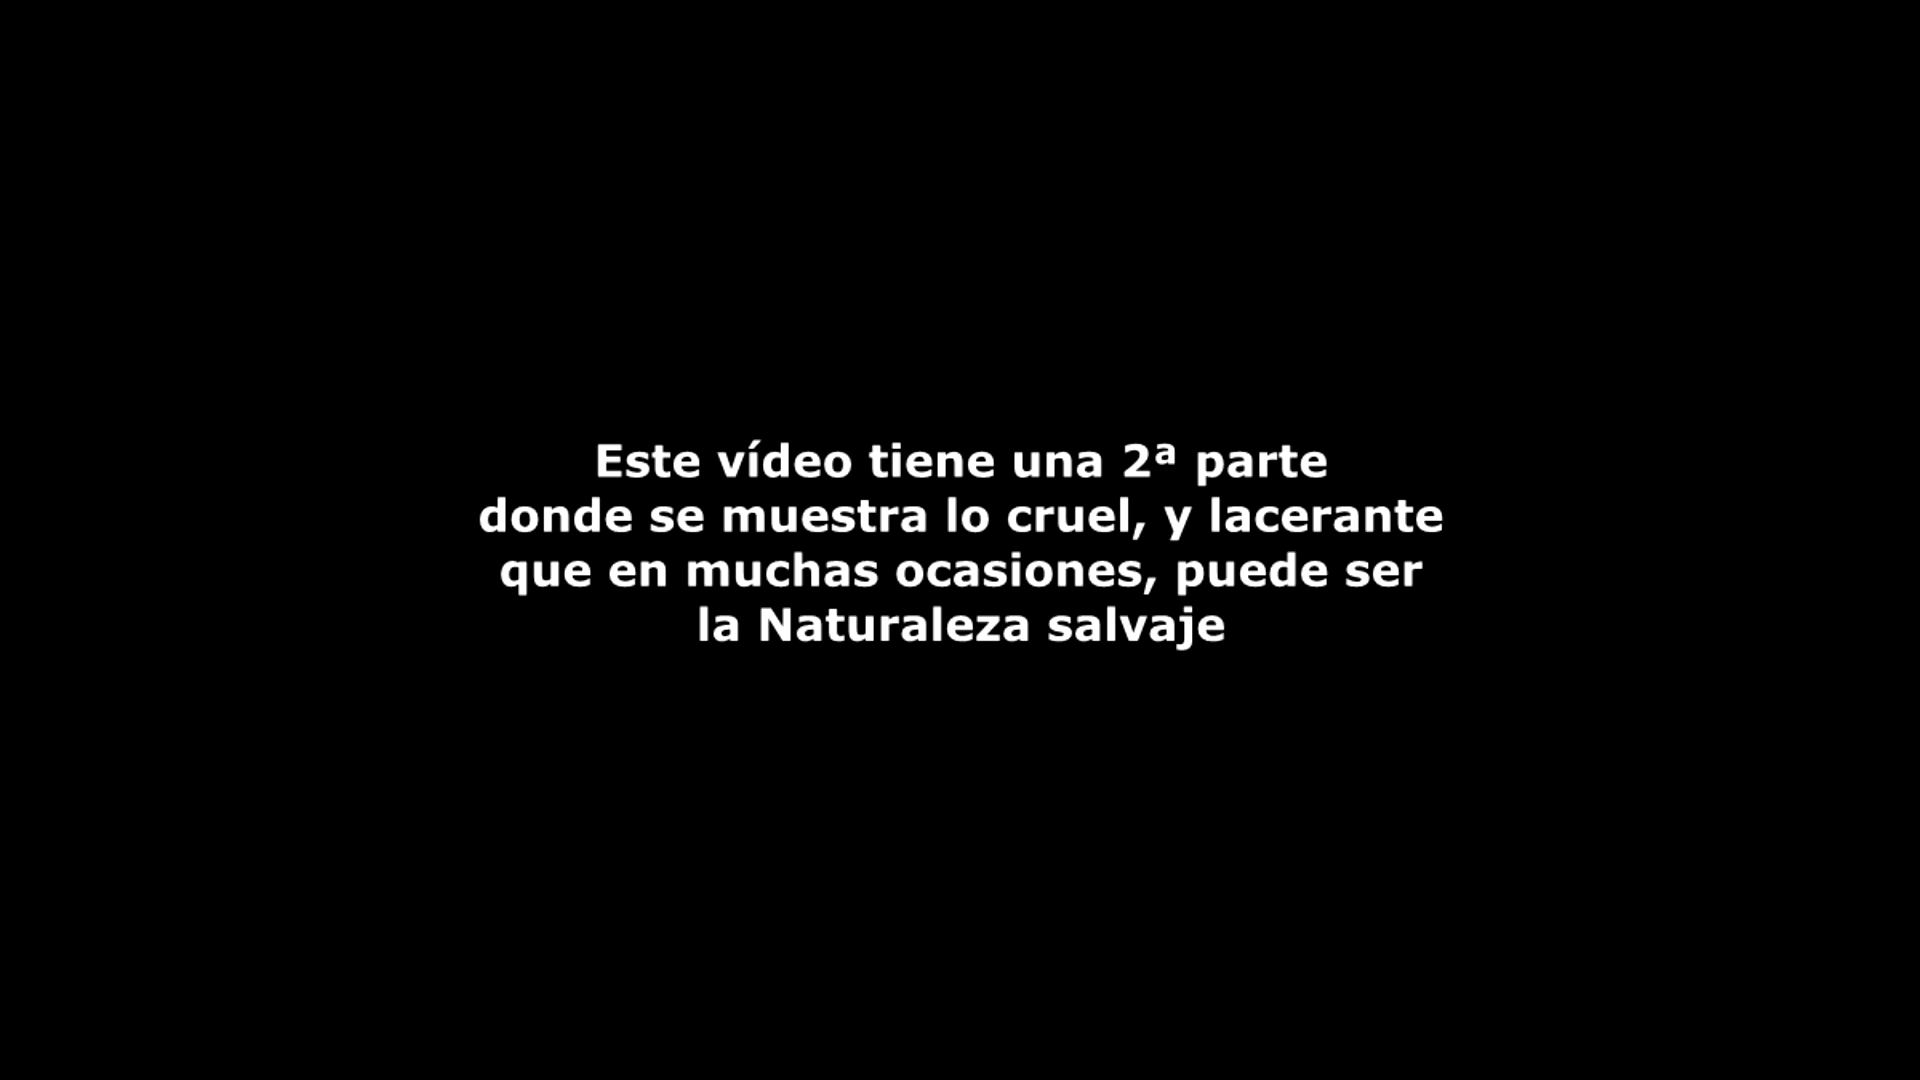 Este vídeo tiene una 2ª parte
donde se muestra lo cruel, y lacerante
que en muchas ocasiones, puede ser
la Naturaleza salvaje